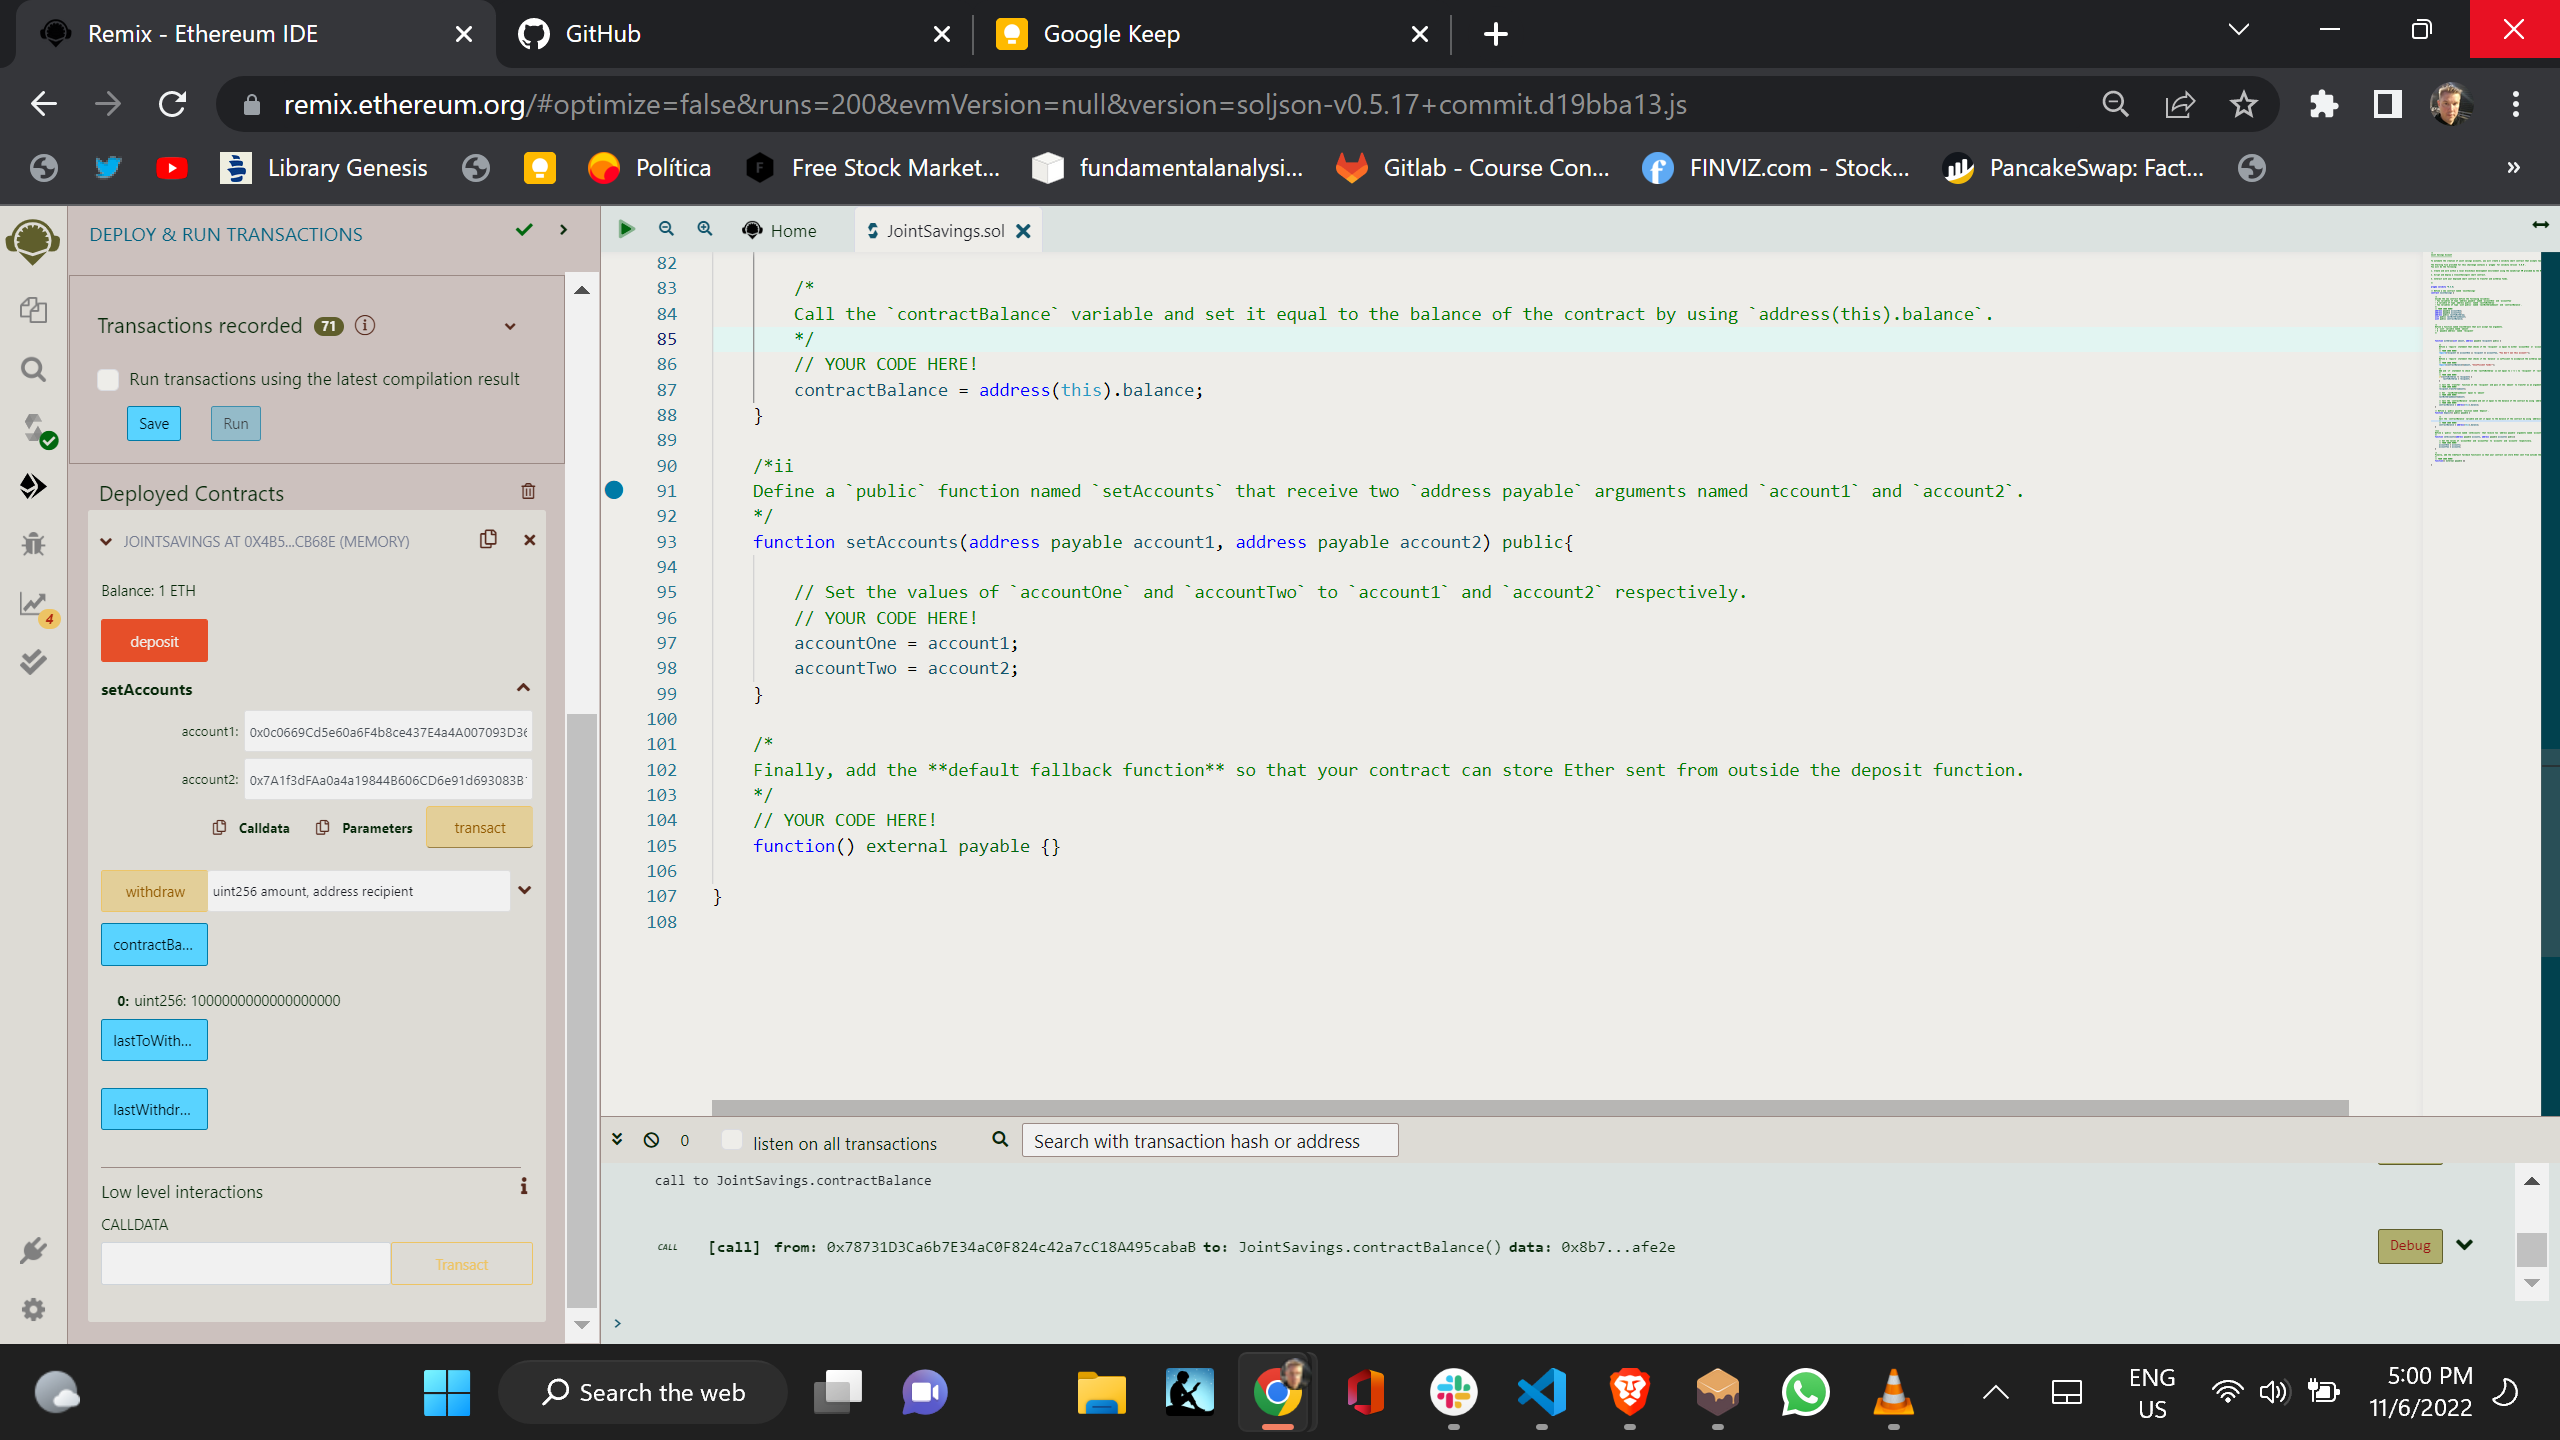 Remix - Ethereum IDE
GitHub
Google Keep
remix.ethereum.org/#optimize=false&runs=200&evmVersion=null&version=soljson-v0.5.17+commit.d19bba13.js
Library Genesis
Política
Free Stock Market...
fundamentalanalysi...
Gitlab - Course Con...
FINVIZ.com - Stock...
PancakeSwap: Fact...
»
DEPLOY & RUN TRANSACTIONS
Transactions recorded 71
Run transactions using the latest compilation result
Save
Run
Deployed Contracts
JOINTSAVINGS AT 0X4B5...CB68E (MEMORY)
Balance: 1 ETH
deposit
setAccounts
account1: 0x0c0669Cd5e60a6F4b8ce437E4a4A007093D36
account2: 0x7A1f3dFAa0a4a19844B606CD6e91d693083B
Calldata
Parameters
transact
withdraw
uint256 amount, address recipient
contractBa...
0: uint256: 1000000000000000000
lastToWith...
lastWithdr...
Low level interactions
CALLDATA
Transact
4
Home
JointSavings.sol
82
83 /*
84 Call the `contractBalance` variable and set it equal to the balance of the contract by using `address(this).balance`.
85 */
86 // YOUR CODE HERE!
87 contractBalance = address(this).balance;
88 }
89
90 /*ii
91 Define a `public` function named `setAccounts` that receive two `address payable` arguments named `account1` and `account2`.
92 */
93 function setAccounts(address payable account1, address payable account2) public{
94
95 // Set the values of `accountOne` and `accountTwo` to `account1` and `account2` respectively.
96 // YOUR CODE HERE!
97 accountOne = account1;
98 accountTwo = account2;
99 }
100
101 /*
102 Finally, add the **default fallback function** so that your contract can store Ether sent from outside the deposit function.
103 */
104 // YOUR CODE HERE!
105 function() external payable {}
106
107 }
108
0
listen on all transactions
Search with transaction hash or address
call to JointSavings.contractBalance
CALL [call] from: 0x78731D3Ca6b7E34aC0F824c42a7cC18A495cabaB to: JointSavings.contractBalance() data: 0x8b7...afe2e
Debug
>
Search the web
ENG
US
5:00 PM
11/6/2022